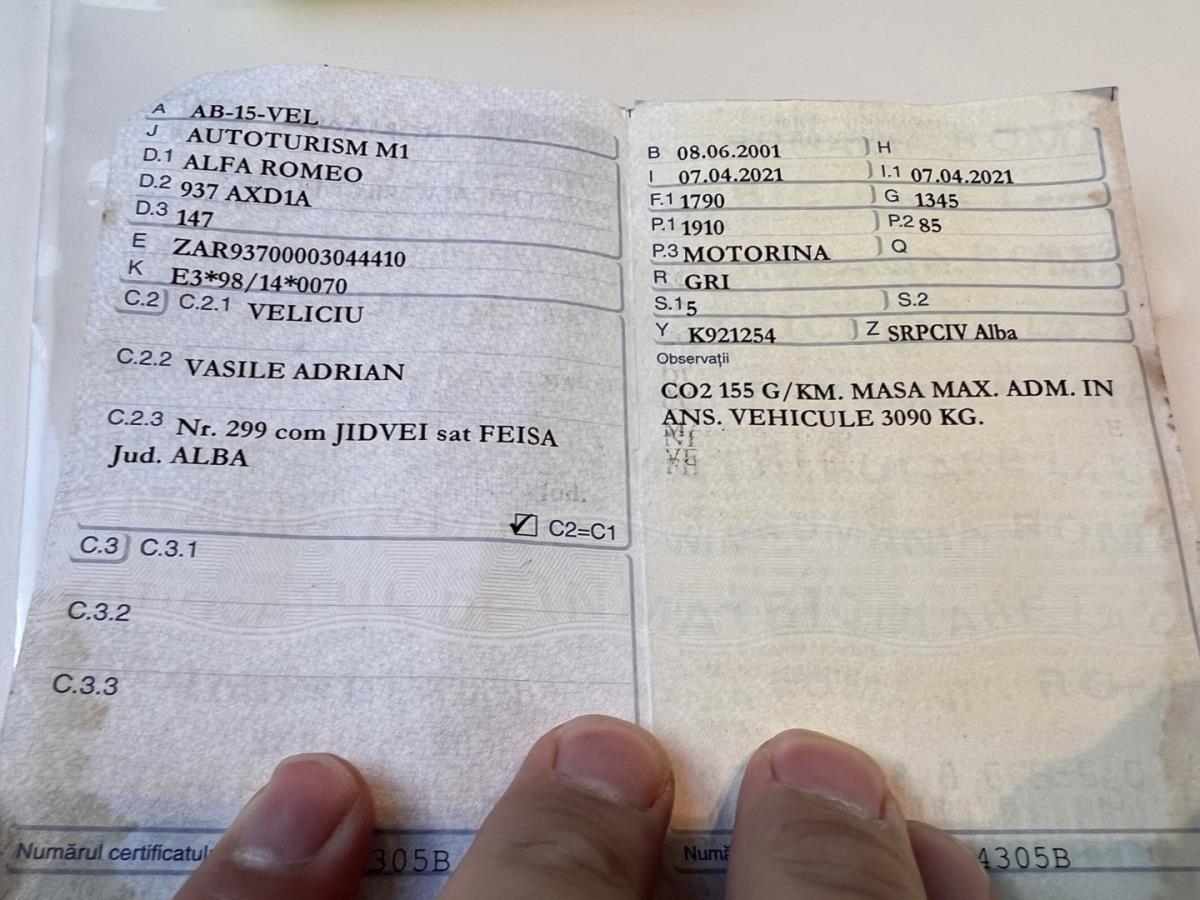 A AB-15-VEL
J AUTOTURISM M1
D.1 ALFA ROMEO
D.2 937 AXD1A
D.3 147
E ZAR93700003044410
K E3*98/14*0070
C.2 C.2.1 VELICIU
C.2.2 VASILE ADRIAN
C.2.3 Nr. 299 com JIDVEI sat FEISA
Jud. ALBA
C2=C1
C.3 C.3.1
C.3.2
C.3.3
Numărul certificatul
305B
B 08.06.2001 H
I 07.04.2021 I.1 07.04.2021
F.1 1790 G 1345
P.1 1910 P.2 85
P.3 MOTORINA Q
R GRI
S.1 5 S.2
Y K921254 Z SRPCIV Alba
Observații
CO2 155 G/KM. MASA MAX. ADM. IN
ANS. VEHICULE 3090 KG.
Numă
4305B